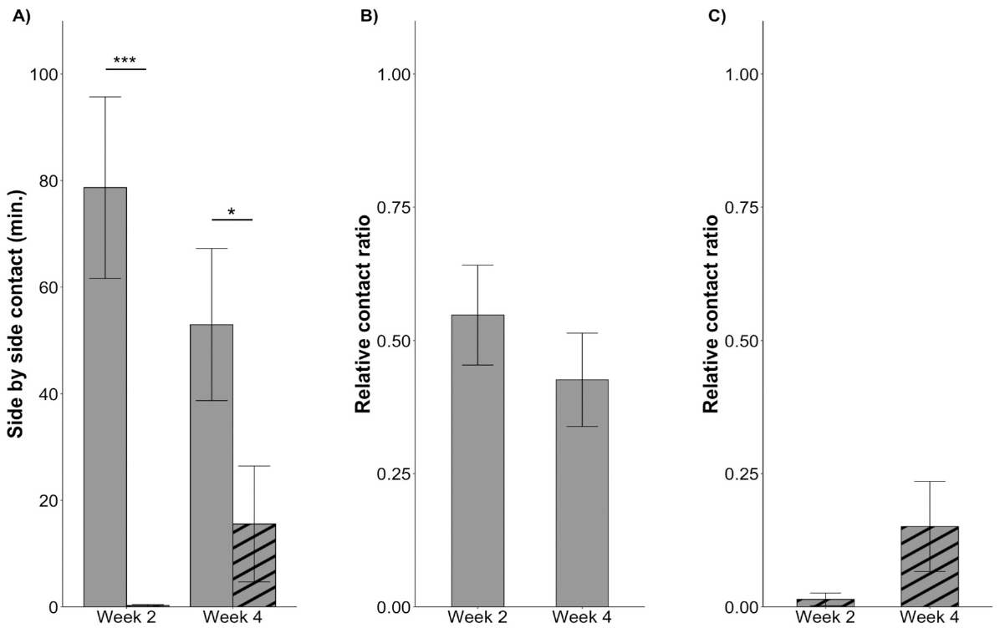 A)
Side by side contact (min.)
100
80
60
40
20
0
***
*
Week 2
Week 4
B)
Relative contact ratio
1.00
0.75
0.50
0.25
0.00
Week 2
Week 4
C)
Relative contact ratio
1.00
0.75
0.50
0.25
0.00
Week 2
Week 4